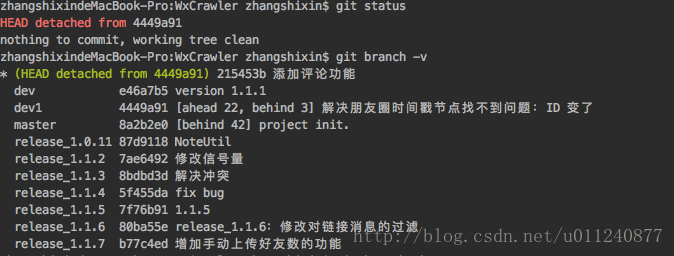 zhangshixindeMacBook-Pro:WxCrawler zhangshixin$ git status
HEAD detached from 4449a91
nothing to commit, working tree clean
zhangshixindeMacBook-Pro:WxCrawler zhangshixin$ git branch -v
* (HEAD detached from 4449a91) 215453b 添加评论功能
dev e46a7b5 version 1.1.1
dev1 4449a91 [ahead 22, behind 3] 解决朋友圈时间戳节点找不到问题：ID 变了
master 8a2b2e0 [behind 42] project init.
release_1.0.11 87d9118 NoteUtil
release_1.1.2 7ae6492 修改信号量
release_1.1.3 8bdbd3d 解决冲突
release_1.1.4 5f455da fix bug
release_1.1.5 7f76b91 1.1.5
release_1.1.6 80ba55e release_1.1.6：修改对链接消息的过滤
release_1.1.7 b77c4ed 增加手动上传好友数的功能
http://blog.csdn.net/u011240877